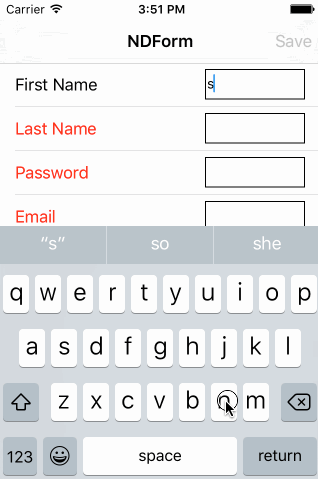 Carrier 3:51 PM
NDForm Save
First Name s
Last Name
Password
Email
“s” so she
q w e r t y u i o p
a s d f g h j k l
z x c v b n m
123 space return